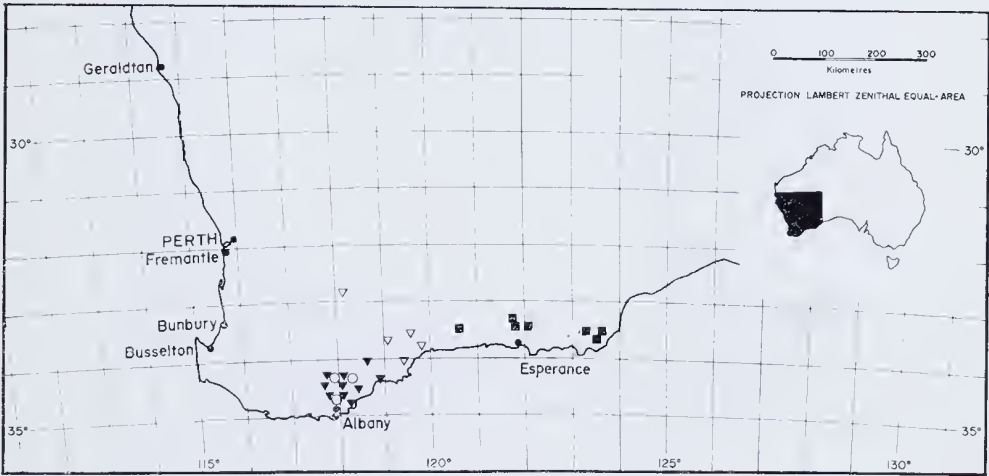 Geraldtan
0 100 200 300
Kilometres
PROJECTION LAMBERT ZENITHAL EQUAL-AREA
30° 30°
PERTH
Fremantle
Bunbury
Busselton
Esperance
Albany
35° 35°
115° 120° 125° 130°